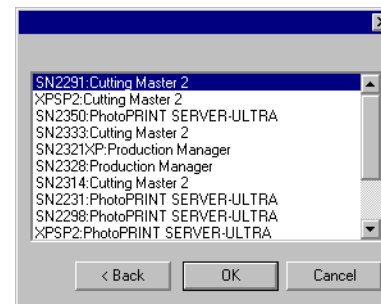 SN2291:Cutting Master 2
XPSP2:Cutting Master 2
SN2350:PhotoPRINT SERVER-ULTRA
SN2333:Cutting Master 2
SN2321XP:Production Manager
SN2328:Production Manager
SN2314:Cutting Master 2
SN2231:PhotoPRINT SERVER-ULTRA
SN2298:PhotoPRINT SERVER-ULTRA
XPSP2:PhotoPRINT SERVER-ULTRA
< Back OK Cancel